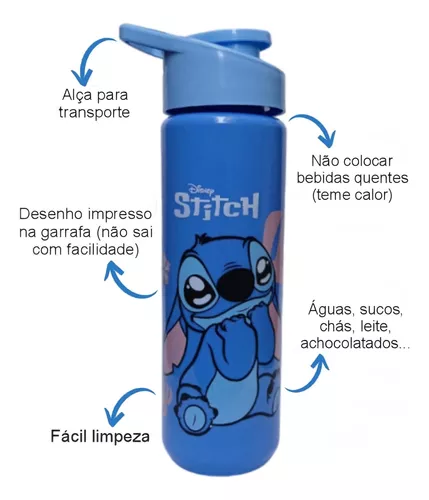 Alça para
transporte
Não colocar
bebidas quentes
(teme calor)
Disney
StitcH
Desenho impresso
na garrafa (não sai
com facilidade)
Águas, sucos,
chás, leite,
achocolatados...
Fácil limpeza